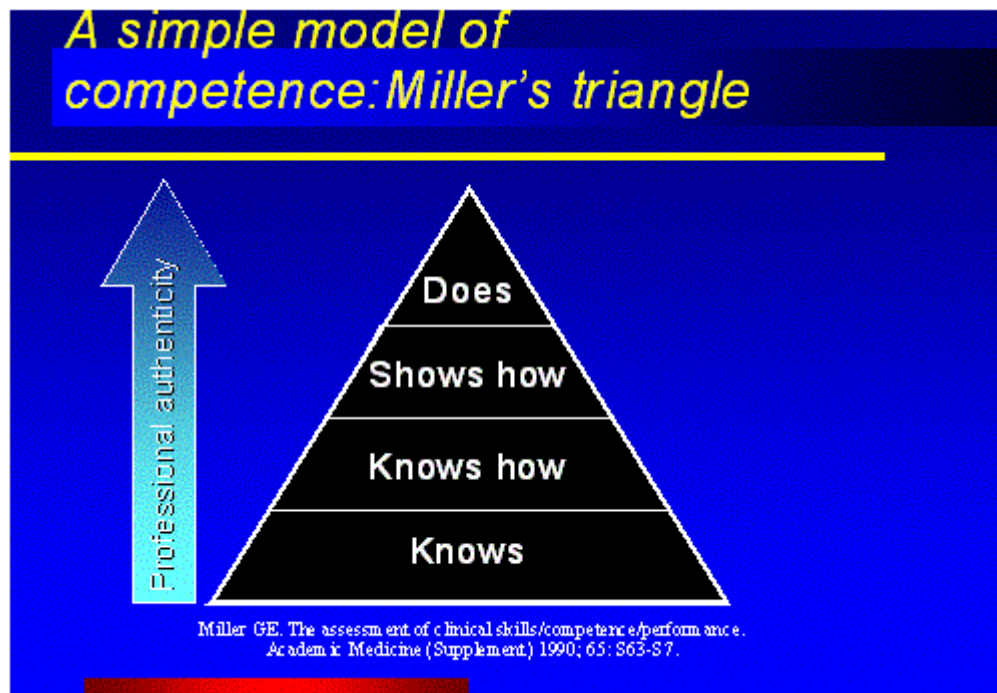 A simple model of
competence:Miller's triangle
Professional authenticity
Does
Shows how
Knows how
Knows
Miller GE. The assessment of clinical skills/competence/performance.
Academic Medicine (Supplement) 1990; 65: S63-S7.